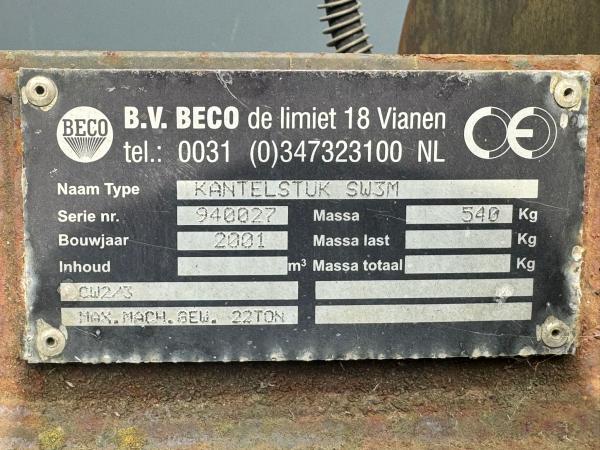 BECO
B.V. BECO de limiet 18 Vianen
tel.: 0031 (0)347323100 NL
CE
Naam Type KANTELSTUK SW3M
Serie nr. 940027 Massa 540 Kg
Bouwjaar 2001 Massa last Kg
Inhoud m³ Massa totaal Kg
CW2/3
MAX.MACH.GEW. 22TON